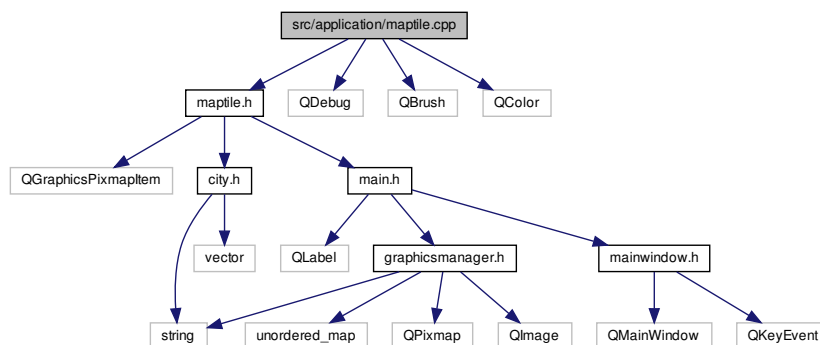 src/application/maptile.cpp
maptile.h
QDebug
QBrush
QColor
QGraphicsPixmapItem
city.h
main.h
vector
QLabel
graphicsmanager.h
mainwindow.h
string
unordered_map
QPixmap
QImage
QMainWindow
QKeyEvent